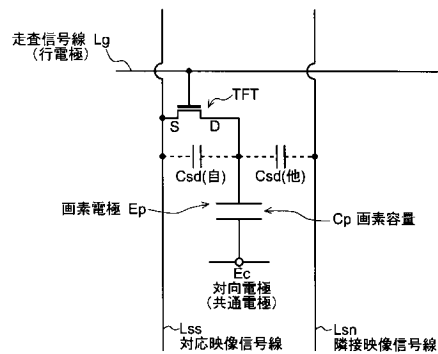 走査信号線 Lg
(行電極)
TFT
S D
Csd(自) Csd(他)
画素電極 Ep
Cp 画素容量
Ec
対向電極
(共通電極)
Lss
対応映像信号線
Lsn
隣接映像信号線